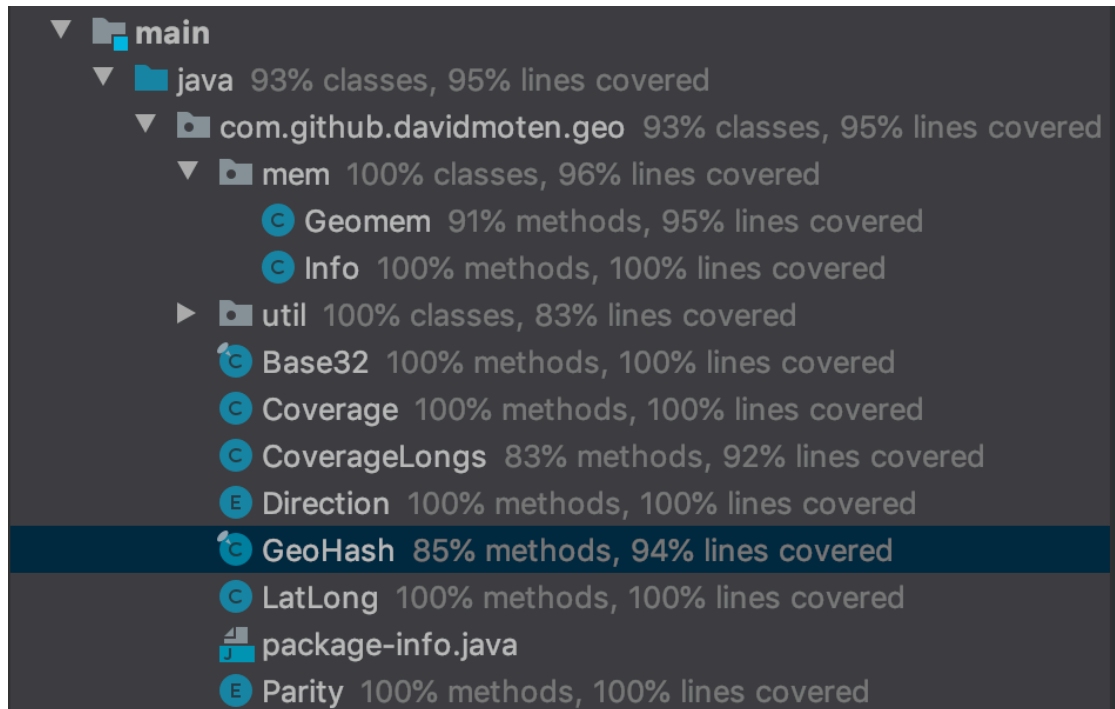 main
java 93% classes, 95% lines covered
com.github.davidmoten.geo 93% classes, 95% lines covered
mem 100% classes, 96% lines covered
C Geomem 91% methods, 95% lines covered
C Info 100% methods, 100% lines covered
util 100% classes, 83% lines covered
C Base32 100% methods, 100% lines covered
C Coverage 100% methods, 100% lines covered
C CoverageLongs 83% methods, 92% lines covered
E Direction 100% methods, 100% lines covered
C GeoHash 85% methods, 94% lines covered
C LatLong 100% methods, 100% lines covered
J package-info.java
E Parity 100% methods, 100% lines covered